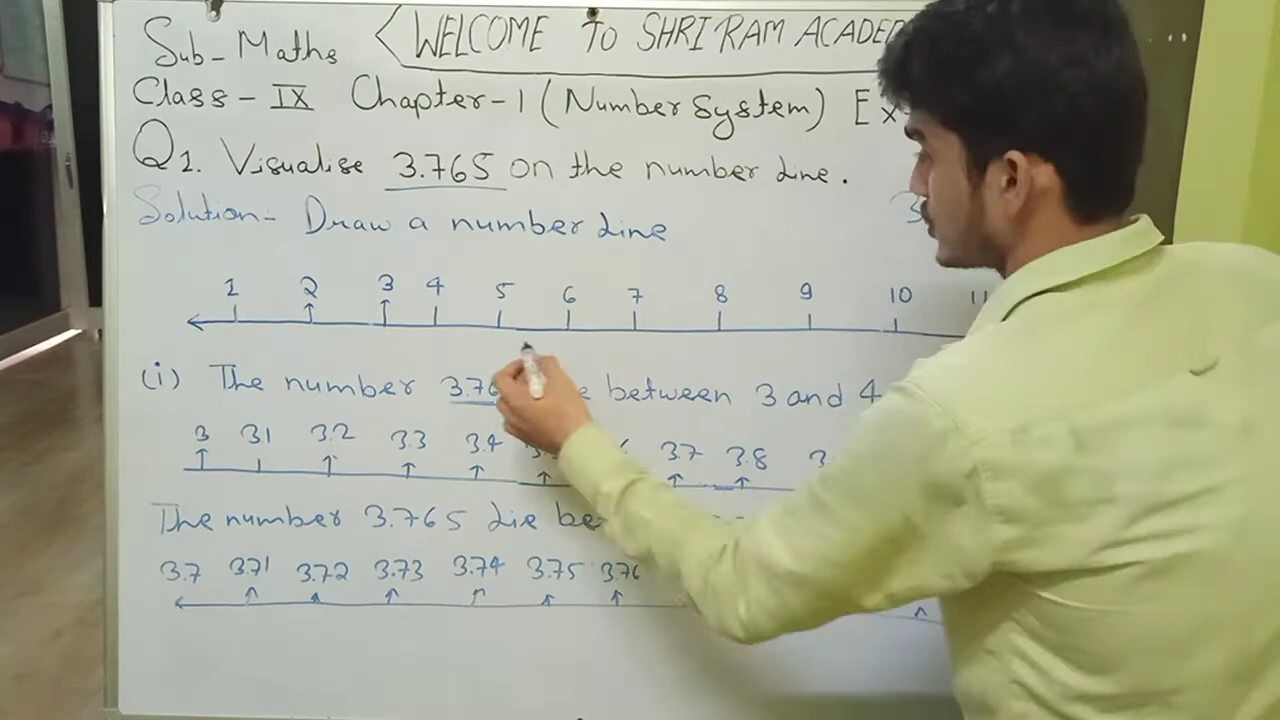 WELCOME To SHRI RAM
Sub - Maths
Class - IX Chapter - 1 (Number System) Ex
Q1. Visualise 3.765 on the number line.
Solution - Draw a number line
1 2 3 4 5 6 7 8 9 10 11
(i) The number between 3 and 4
3 3.1 3.2 3.3 3.4 3.7 3.8
The number 3.765 lie
3.7 3.71 3.72 3.73 3.74 3.75 3.76